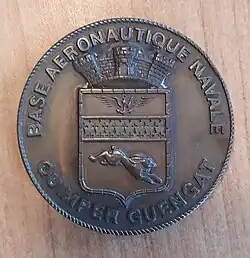 BASE AERONAUTIQUE NAVALE
QUIMPER GUENGAT